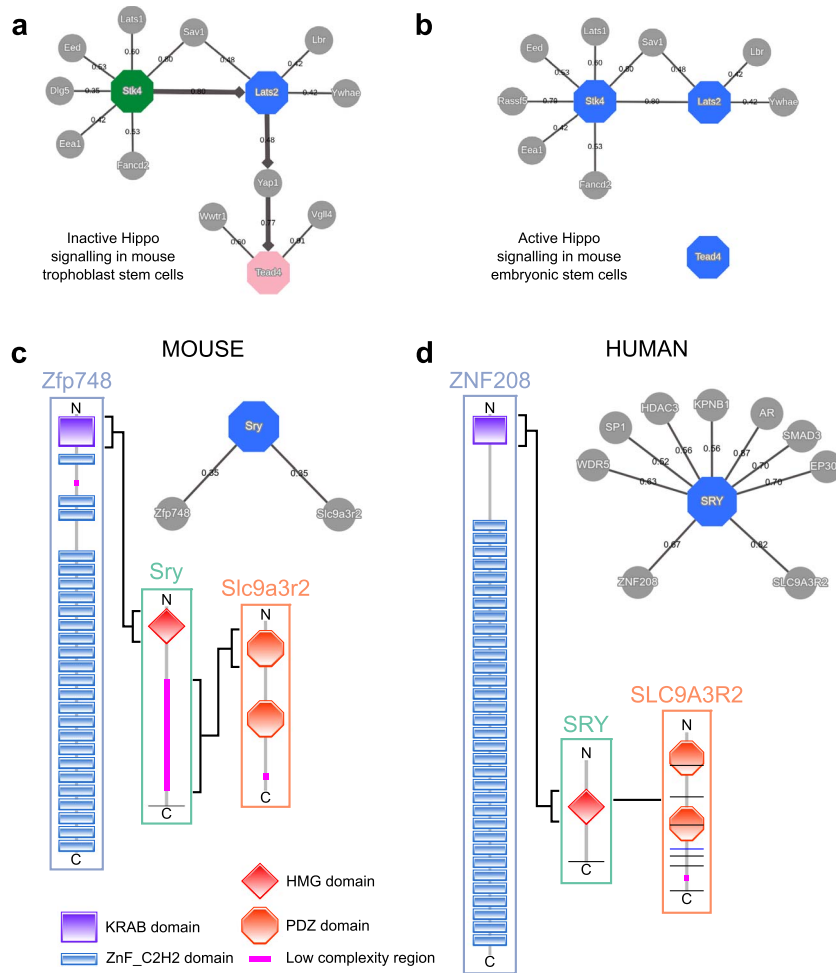 a
Lats1
Sav1
Eed
Lbr
0.60
0.80
0.48
0.53
0.42
Dlg5
0.35
Stk4
0.80
Lats2
0.42
Ywhae
0.42
0.53
0.48
Eea1
Fancd2
Yap1
Wwtr1
0.77
Vgll4
0.60
0.91
Tead4
Inactive Hippo
signalling in mouse
trophoblast stem cells
b
Lats1
Eed
Sav1
Lbr
0.60
0.80
0.48
0.53
0.42
Rassf5
0.79
Stk4
0.80
Lats2
0.42
Ywhae
0.42
0.53
Eea1
Fancd2
Active Hippo
signalling in mouse
embryonic stem cells
Tead4
c
MOUSE
Zfp748
N
C
Sry
0.35
0.35
Zfp748
Slc9a3r2
Sry
N
C
Slc9a3r2
N
C
d
HUMAN
ZNF208
N
C
KPNB1
HDAC3
AR
SP1
SMAD3
WDR5
EP30
0.56
0.56
0.87
0.52
0.70
0.63
0.76
SRY
0.67
0.82
ZNF208
SLC9A3R2
SRY
N
C
SLC9A3R2
N
C
HMG domain
KRAB domain
PDZ domain
ZnF_C2H2 domain
Low complexity region